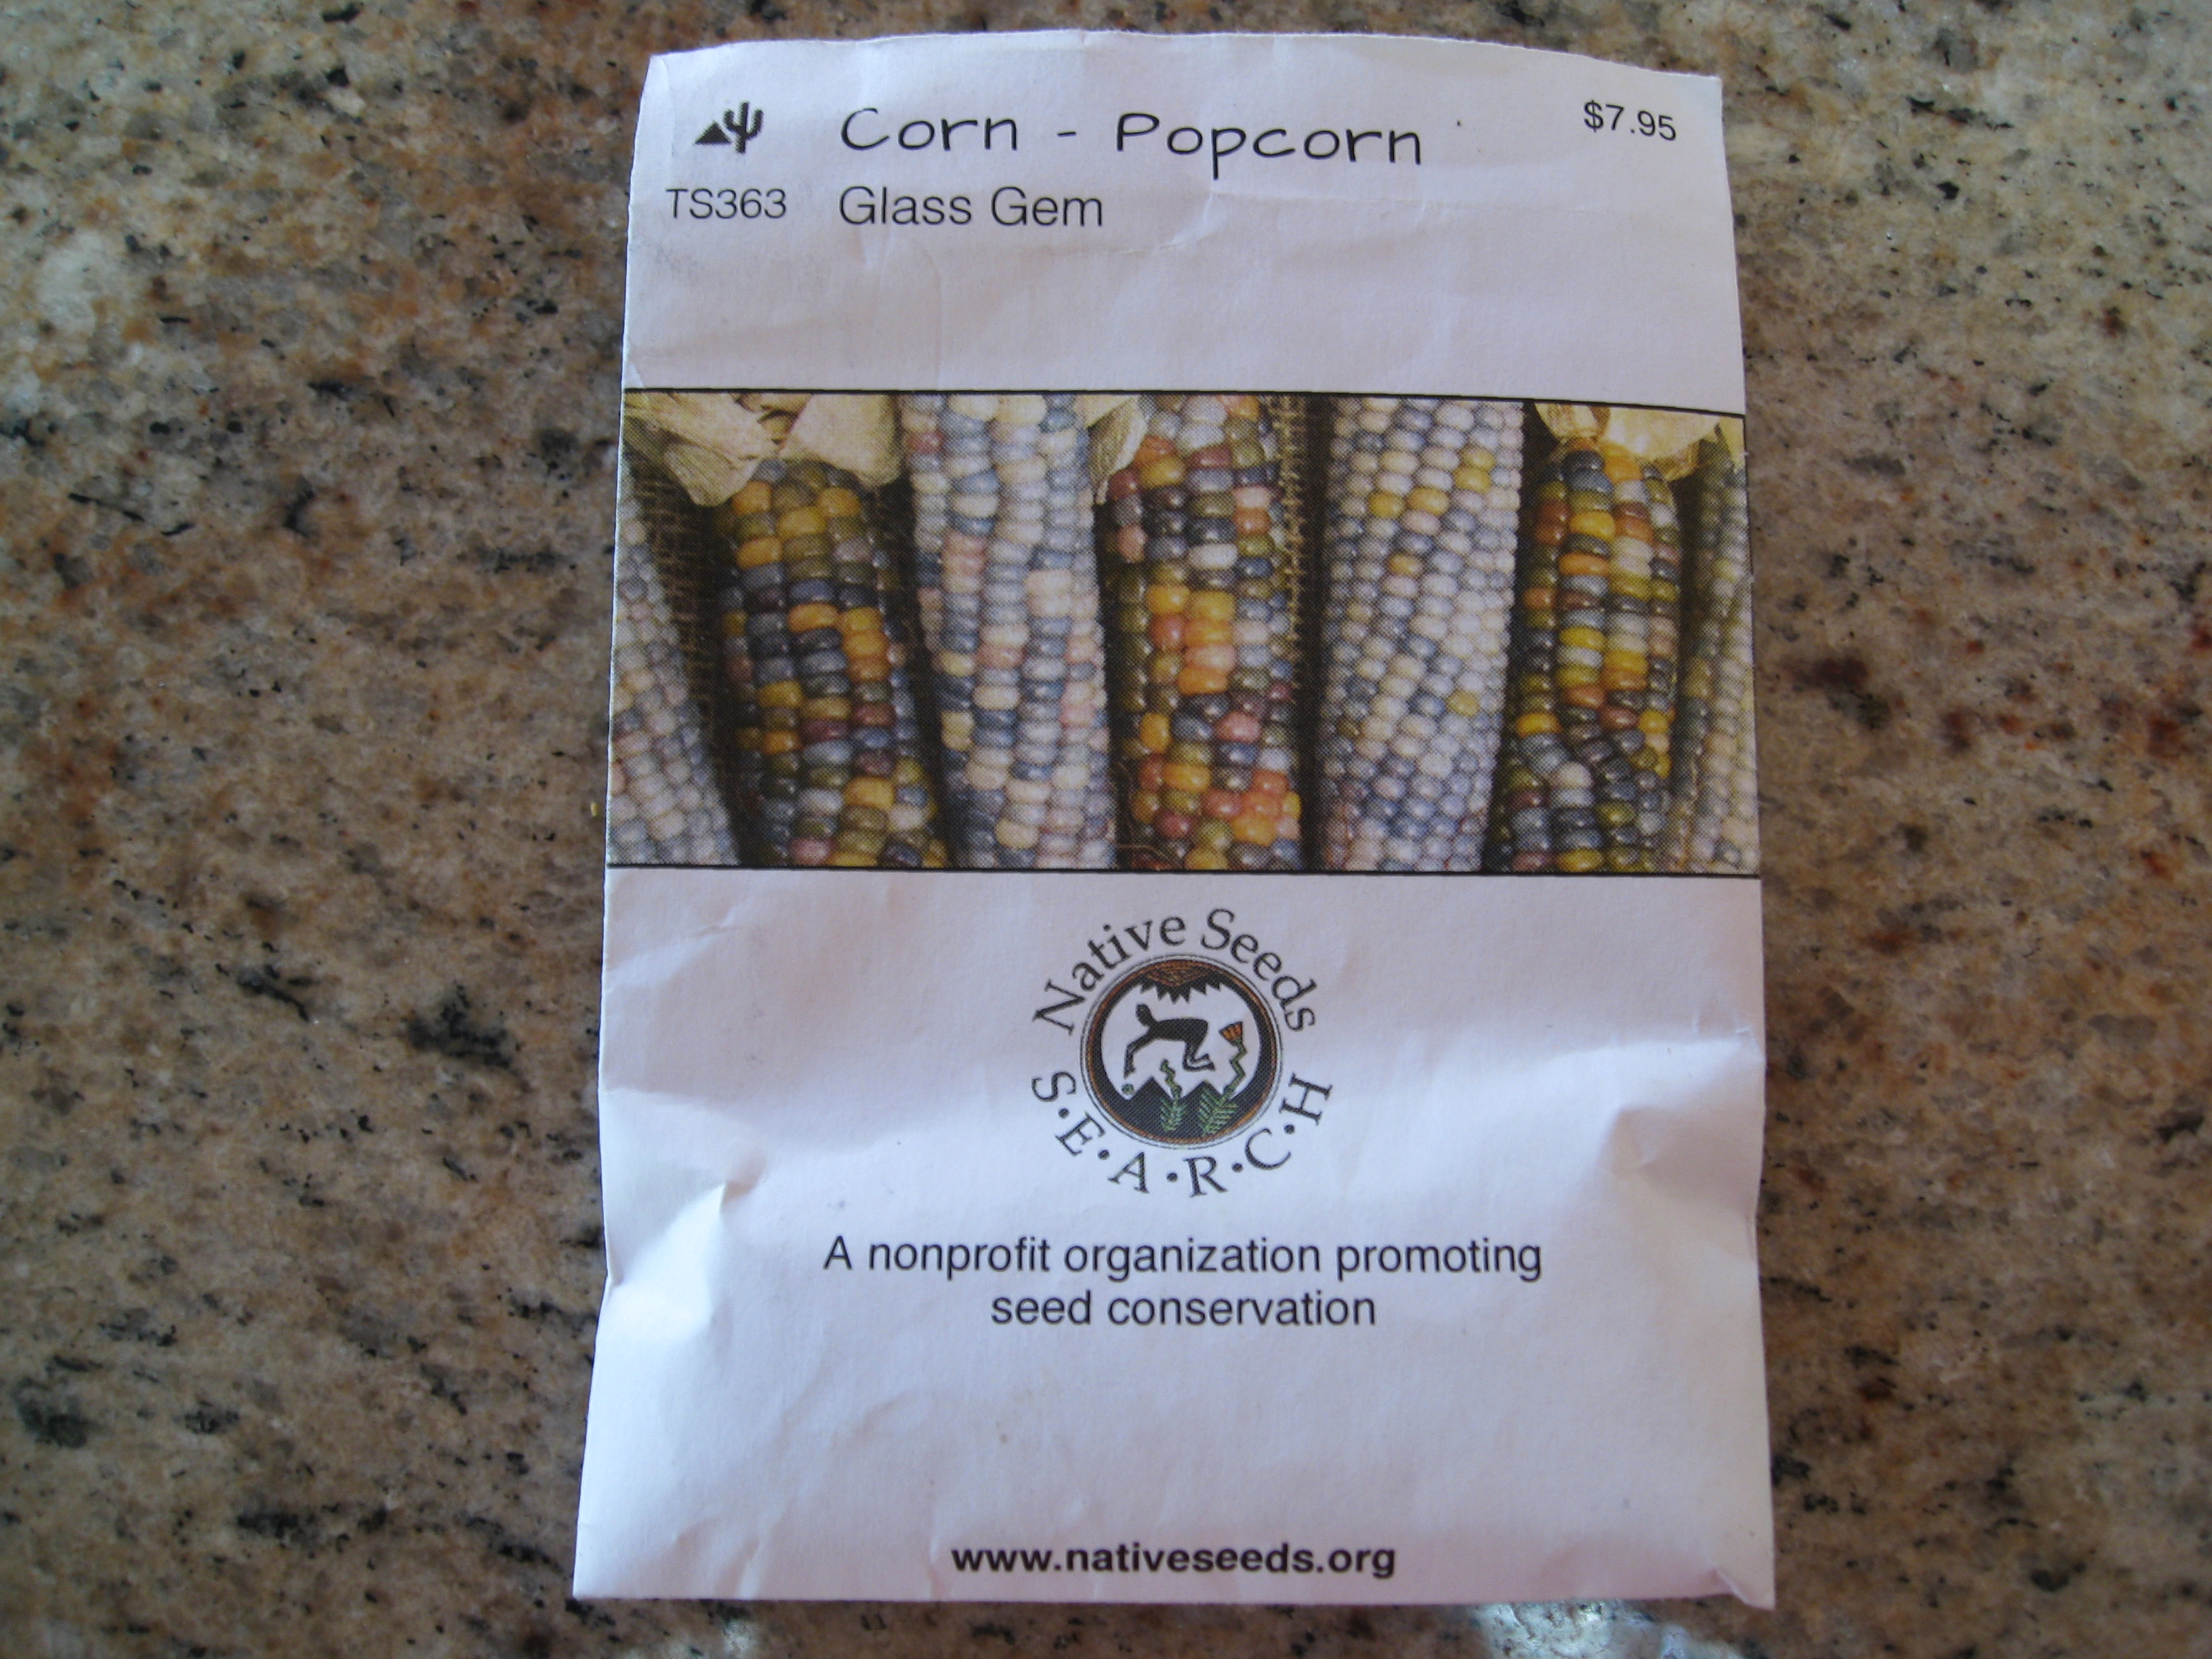 Corn - Popcorn
$7.95
TS363 Glass Gem
Native Seeds
S·E·A·R·C·H
A nonprofit organization promoting
seed conservation
www.nativeseeds.org